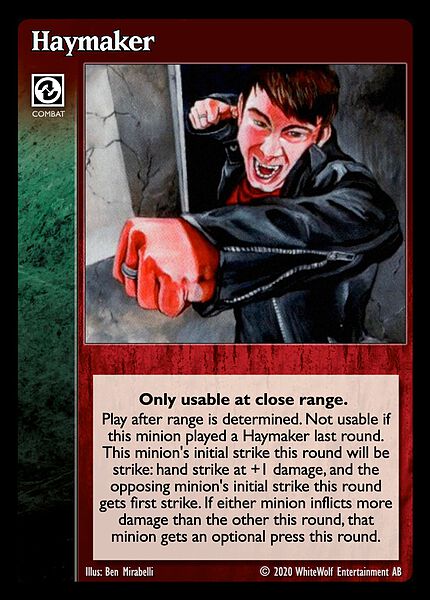 Haymaker
COMBAT
Only usable at close range.
Play after range is determined. Not usable if
this minion played a Haymaker last round.
This minion's initial strike this round will be
strike: hand strike at +1 damage, and the
opposing minion's initial strike this round
gets first strike. If either minion inflicts more
damage than the other this round, that
minion gets an optional press this round.
Illus: Ben Mirabelli © 2020 WhiteWolf Entertainment AB